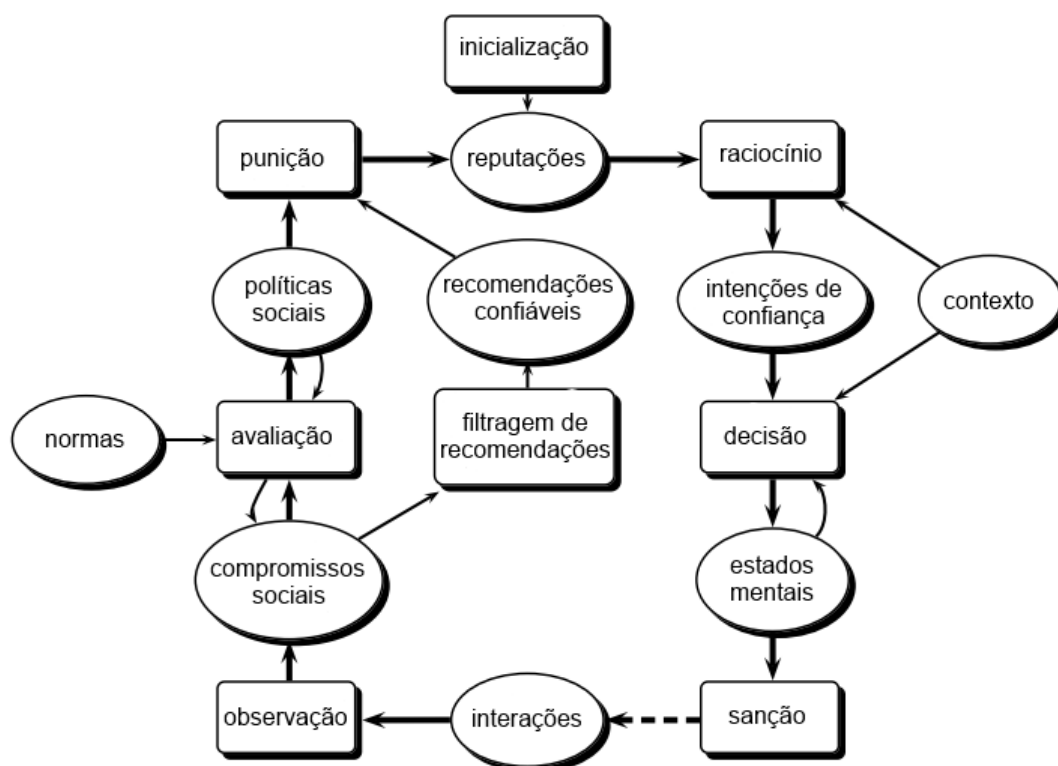 inicialização
punição
reputações
raciocínio
políticas
sociais
recomendações
confiáveis
intenções de
confiança
contexto
normas
avaliação
filtragem de
recomendações
decisão
compromissos
sociais
estados
mentais
observação
interações
sanção